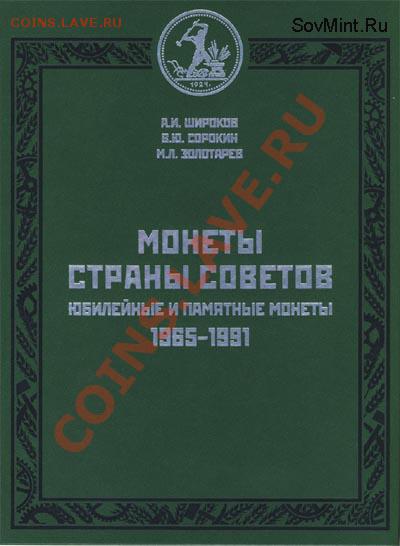 COINS.LAVE.RU
SovMint.Ru
1924
А.И. ШИРОКОВ
В.Ю. СОРОКИН
М.Л. ЗОЛОТАРЕВ
МОНЕТЫ
СТРАНЫ СОВЕТОВ
ЮБИЛЕЙНЫЕ И ПАМЯТНЫЕ МОНЕТЫ
1965-1991
COINS.LAVE.RU